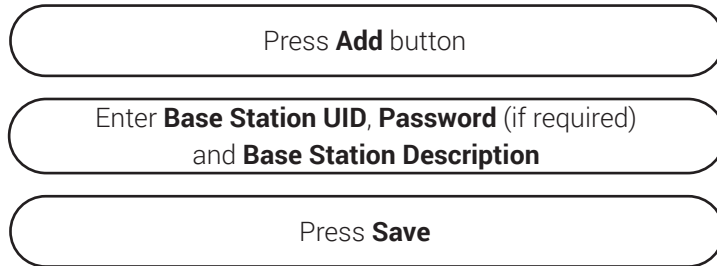 Press Add button
Enter Base Station UID, Password (if required)
and Base Station Description
Press Save